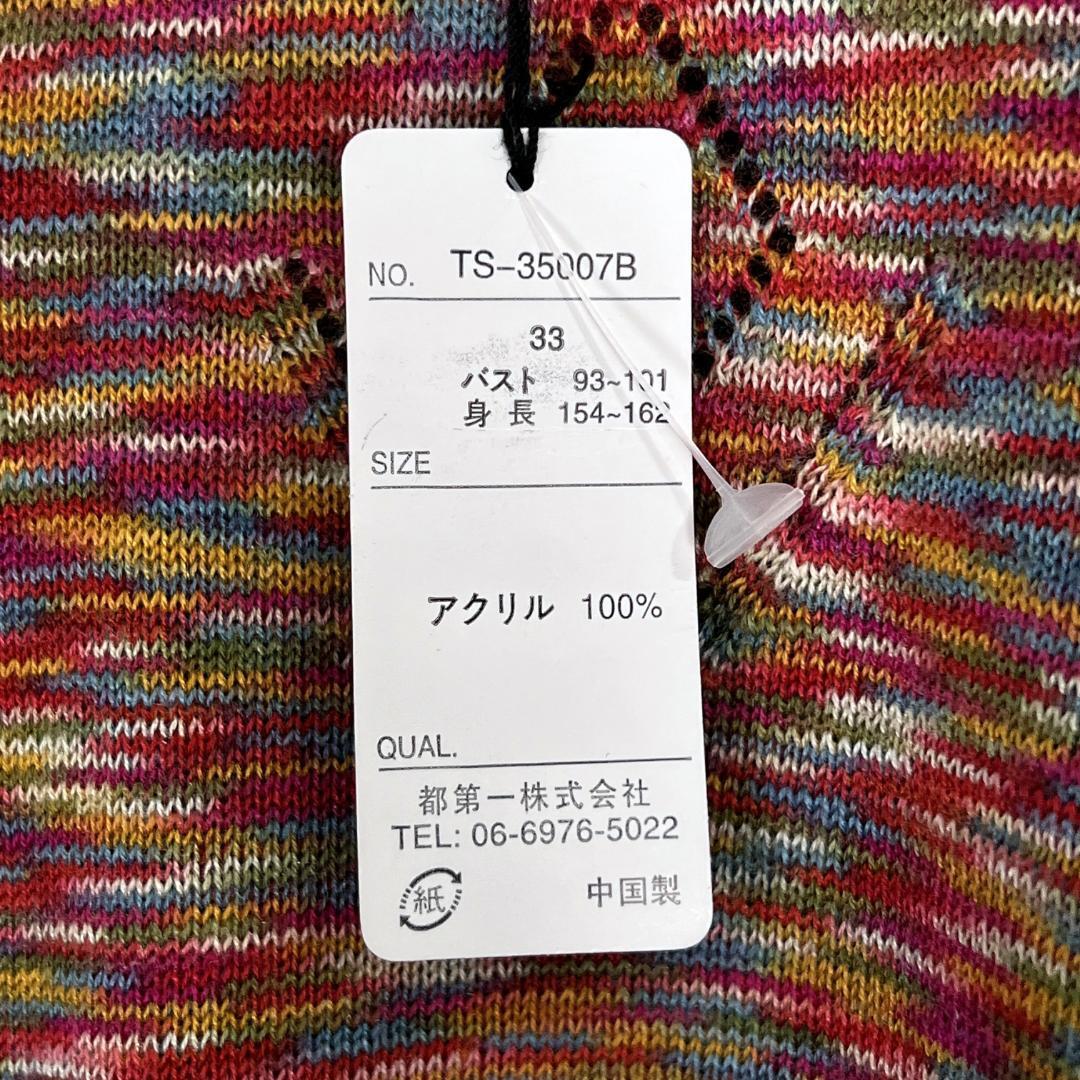 NO. TS-35007B
33
バスト 93~101
身長 154~162
SIZE
アクリル 100%
QUAL.
都第一株式会社
TEL: 06-6976-5022
紙
中国製